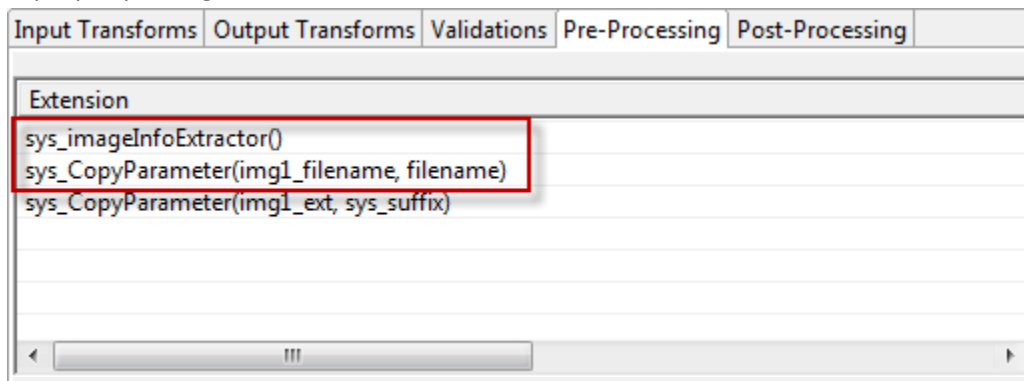 Input Transforms Output Transforms Validations Pre-Processing Post-Processing
Extension
sys_imageInfoExtractor()
sys_CopyParameter(img1_filename, filename)
sys_CopyParameter(img1_ext, sys_suffix)